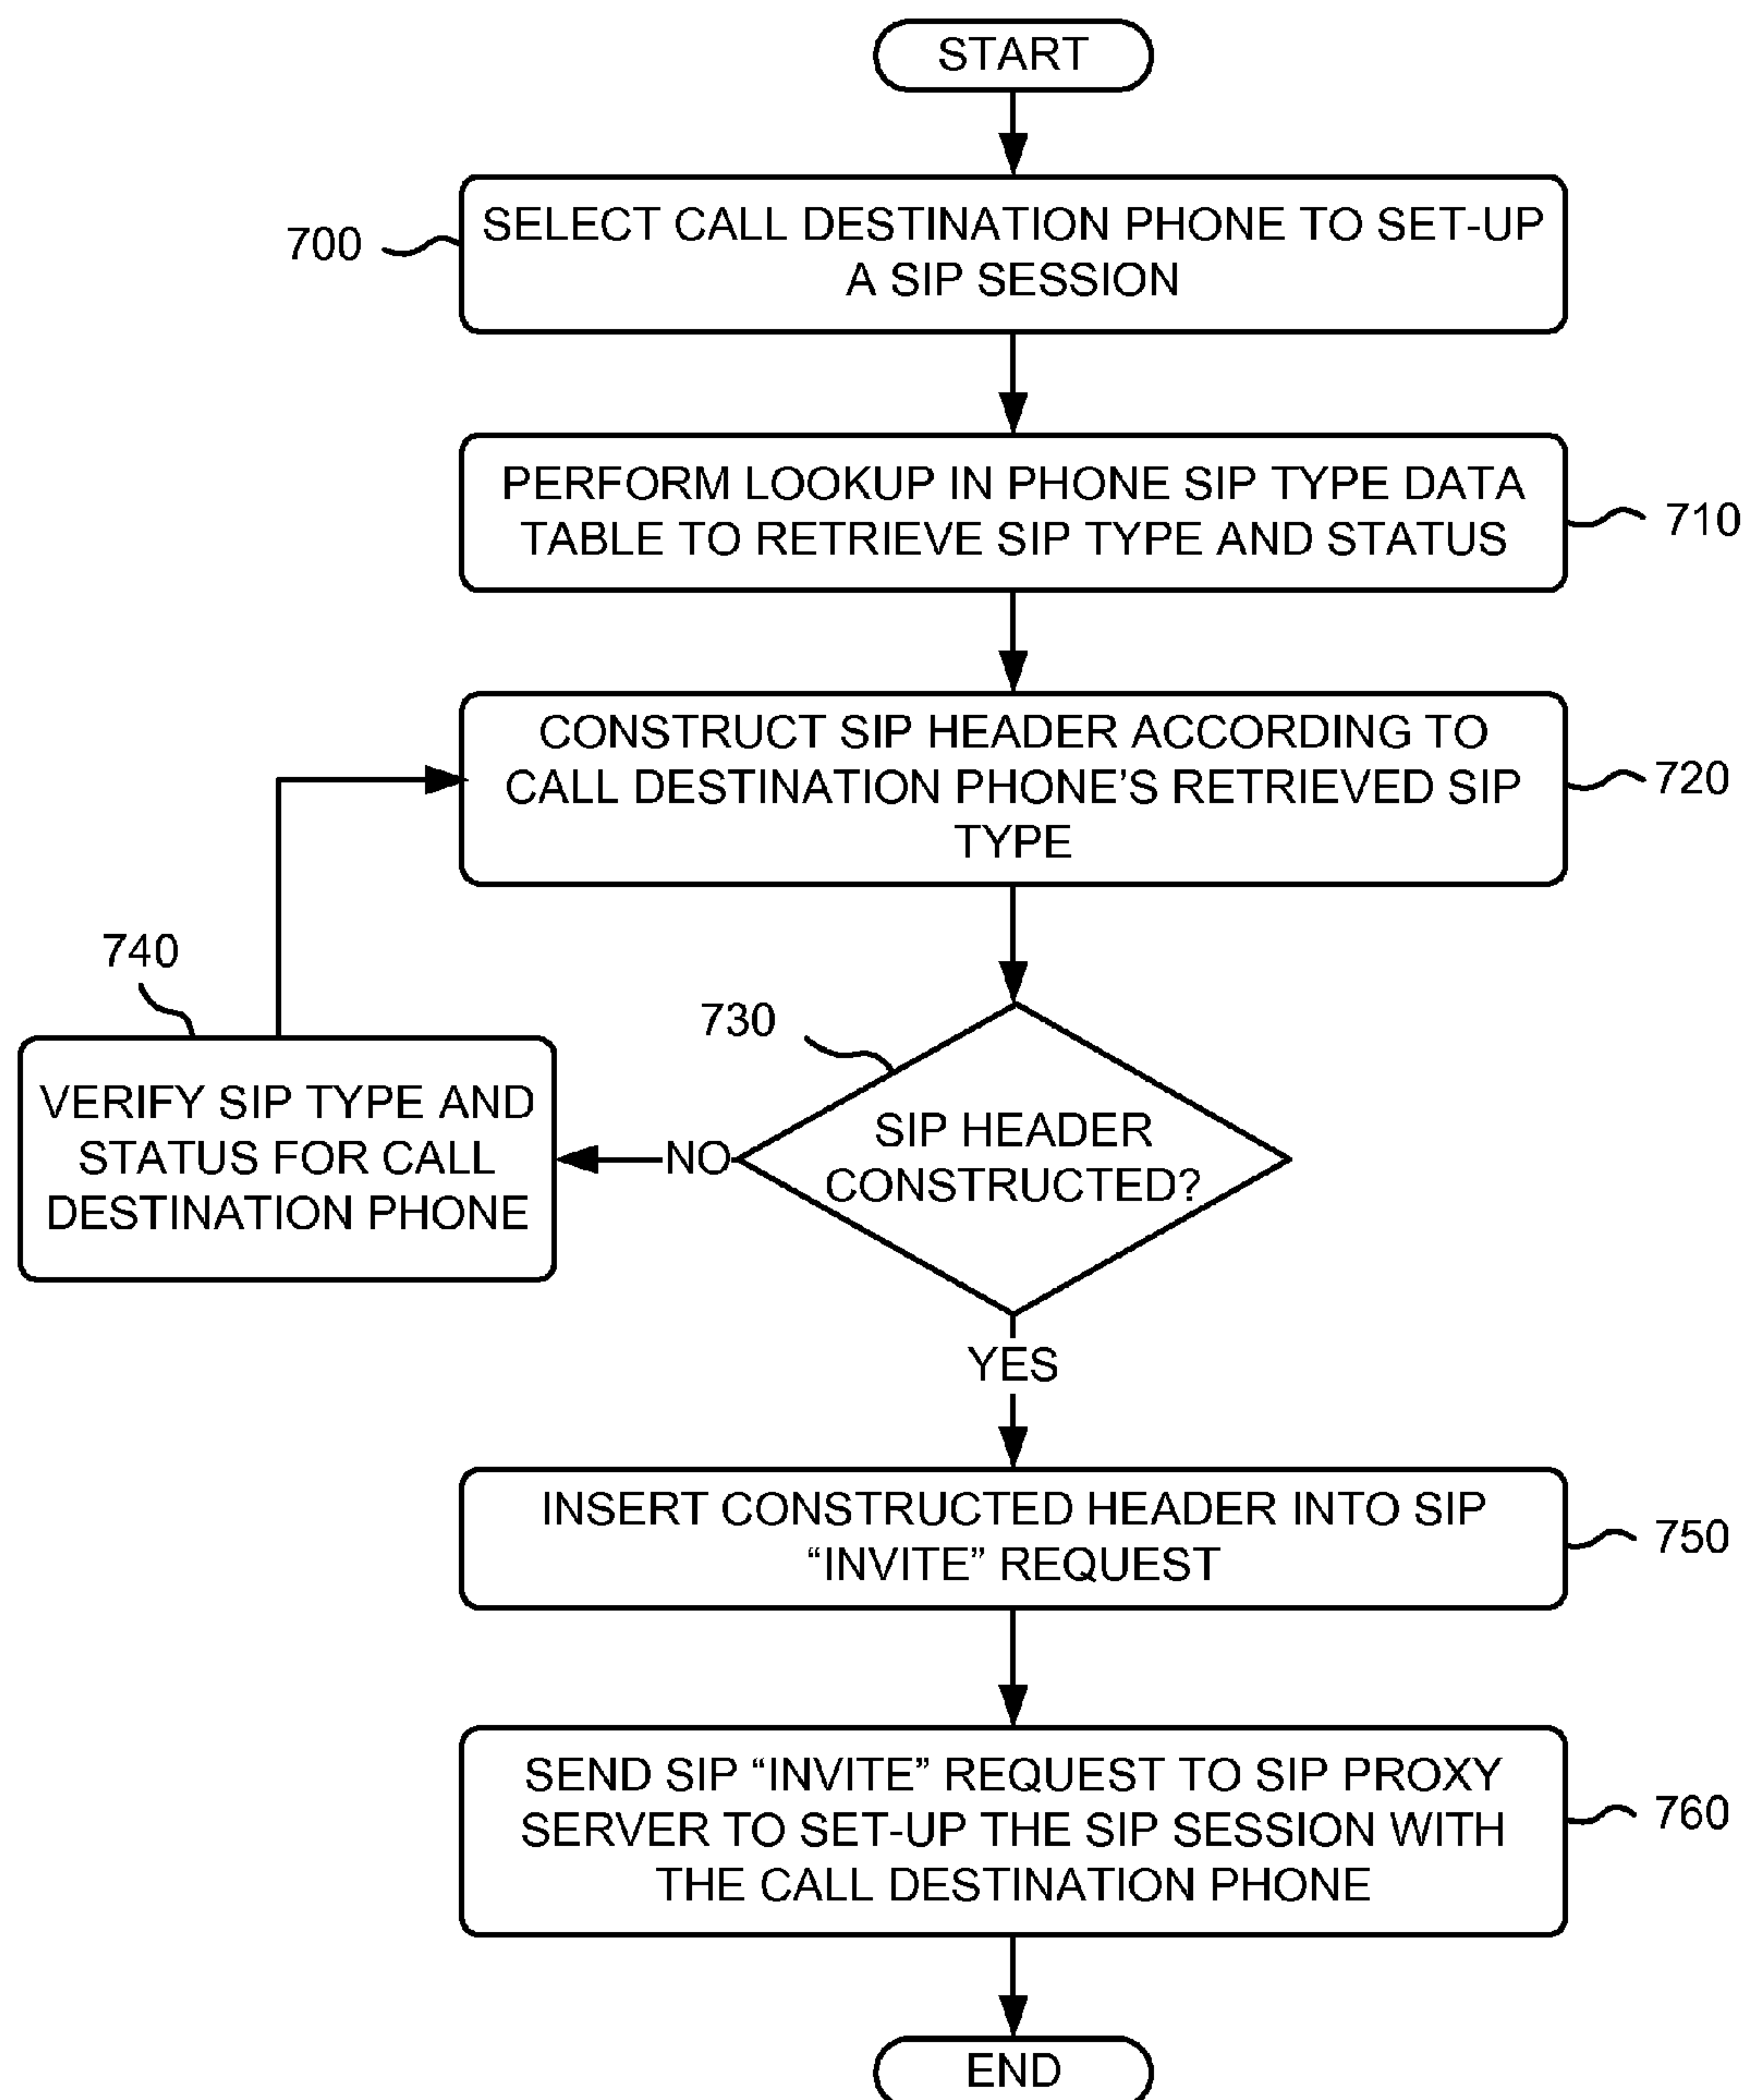 START
700
SELECT CALL DESTINATION PHONE TO SET-UP
A SIP SESSION
PERFORM LOOKUP IN PHONE SIP TYPE DATA
TABLE TO RETRIEVE SIP TYPE AND STATUS
710
CONSTRUCT SIP HEADER ACCORDING TO
CALL DESTINATION PHONE’S RETRIEVED SIP
TYPE
720
730
SIP HEADER
CONSTRUCTED?
NO
740
VERIFY SIP TYPE AND
STATUS FOR CALL
DESTINATION PHONE
YES
INSERT CONSTRUCTED HEADER INTO SIP
“INVITE” REQUEST
750
SEND SIP “INVITE” REQUEST TO SIP PROXY
SERVER TO SET-UP THE SIP SESSION WITH
THE CALL DESTINATION PHONE
760
END